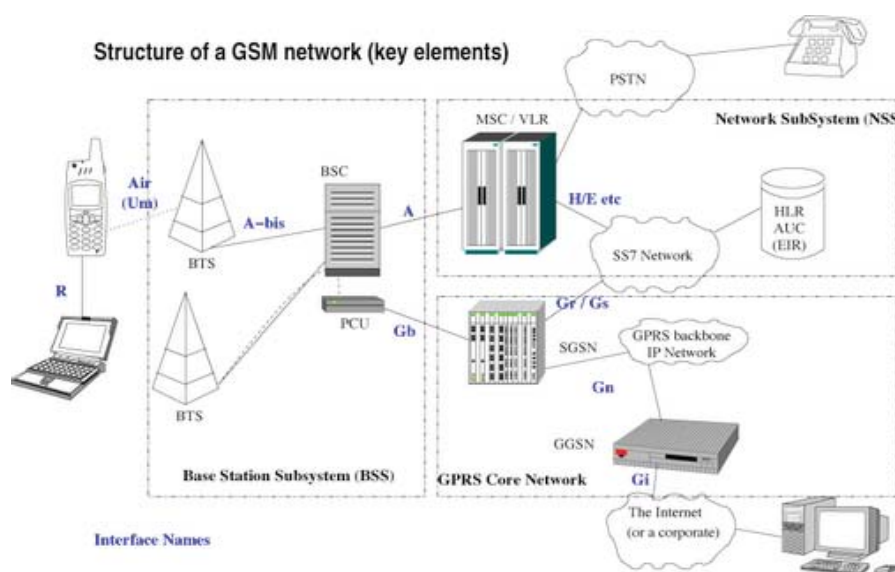 Structure of a GSM network (key elements)
PSTN
MSC / VLR
Network SubSystem (NSS
BSC
Air
(Um)
A-bis
A
H/E etc
HLR
AUC
(EIR)
BTS
SS7 Network
R
PCU
Gb
Gr / Gs
SGSN
GPRS backbone
IP Network
Gn
BTS
GGSN
Base Station Subsystem (BSS)
GPRS Core Network
Gi
The Internet
(or a corporate)
Interface Names